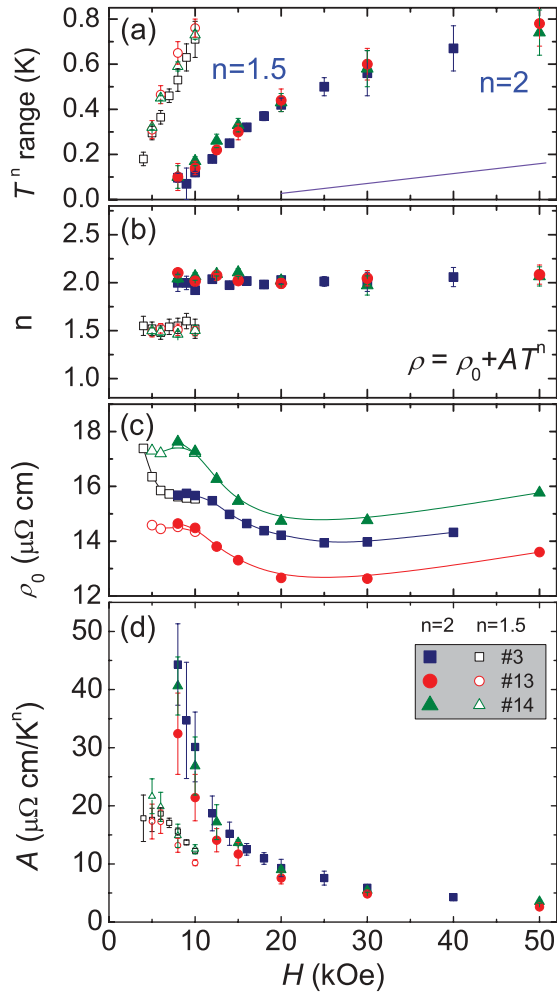 (a)
n=1.5
n=2
T^n range (K)
0.8
0.6
0.4
0.2
0.0
(b)
n
2.5
2.0
1.5
1.0
ρ = ρ₀+AT^n
(c)
ρ₀ (μΩ cm)
18
16
14
12
(d)
n=2 n=1.5
#3
#13
#14
A (μΩ cm/K^n)
50
40
30
20
10
0
0 10 20 30 40 50
H (kOe)